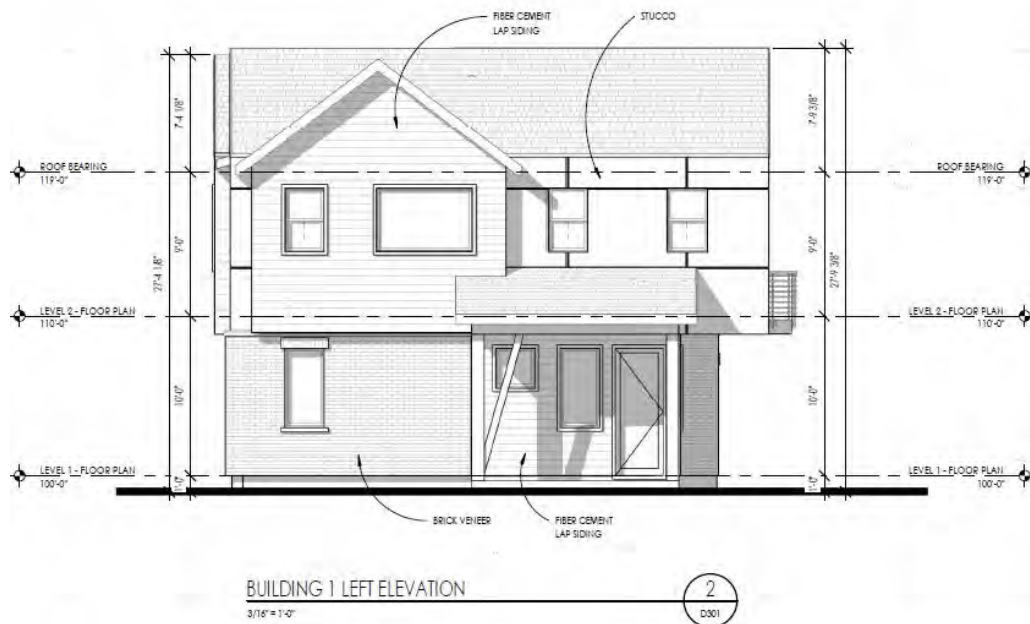 FIBER CEMENT
LAP SIDING
STUCCO
7'-4 1/8"
7'-9 3/8"
ROOF BEARING
119'-0"
ROOF BEARING
119'-0"
9'-0"
27'-4 1/8"
9'-0"
27'-9 3/8"
LEVEL 2 - FLOOR PLAN
110'-0"
LEVEL 2 - FLOOR PLAN
110'-0"
10'-0"
10'-0"
LEVEL 1 - FLOOR PLAN
100'-0"
LEVEL 1 - FLOOR PLAN
100'-0"
1'-0"
1'-0"
BRICK VENEER
FIBER CEMENT
LAP SIDING
BUILDING 1 LEFT ELEVATION
3/16" = 1'-0"
2
D301